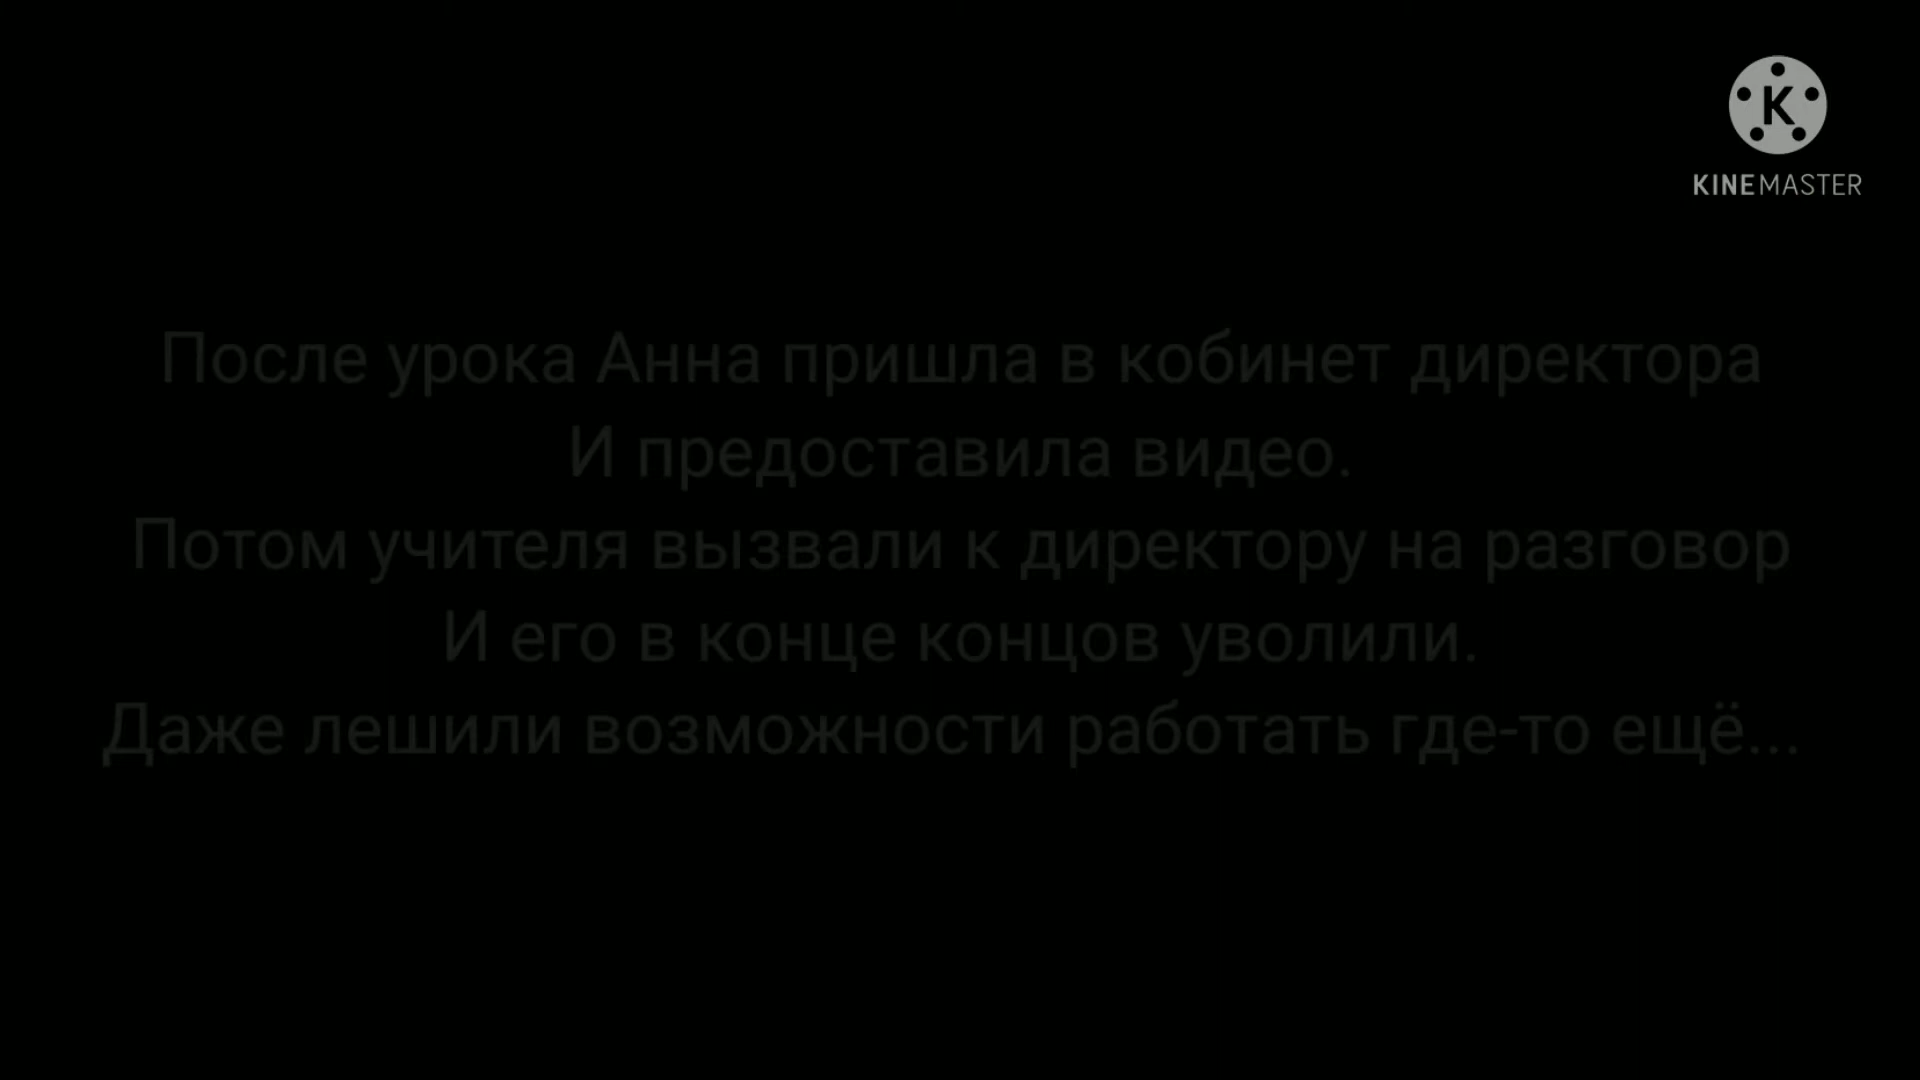 K
KINEMASTER
После урока Анна пришла в кобинет директора
И предоставила видео.
Потом учителя вызвали к директору на разговор
И его в конце концов уволили.
Даже лешили возможности работать где-то ещё...